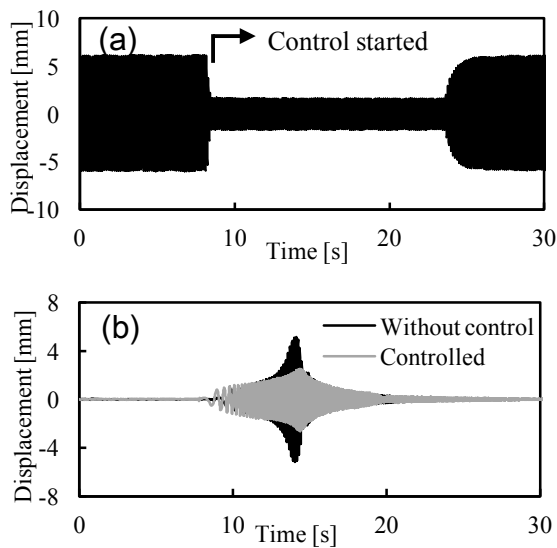 10
(a)
Control started
5
0
-5
-10
Displacement [mm]
0
10
20
30
Time [s]
8
(b)
Without control
4
Controlled
0
-4
-8
Displacement [mm]
0
10
20
30
Time [s]